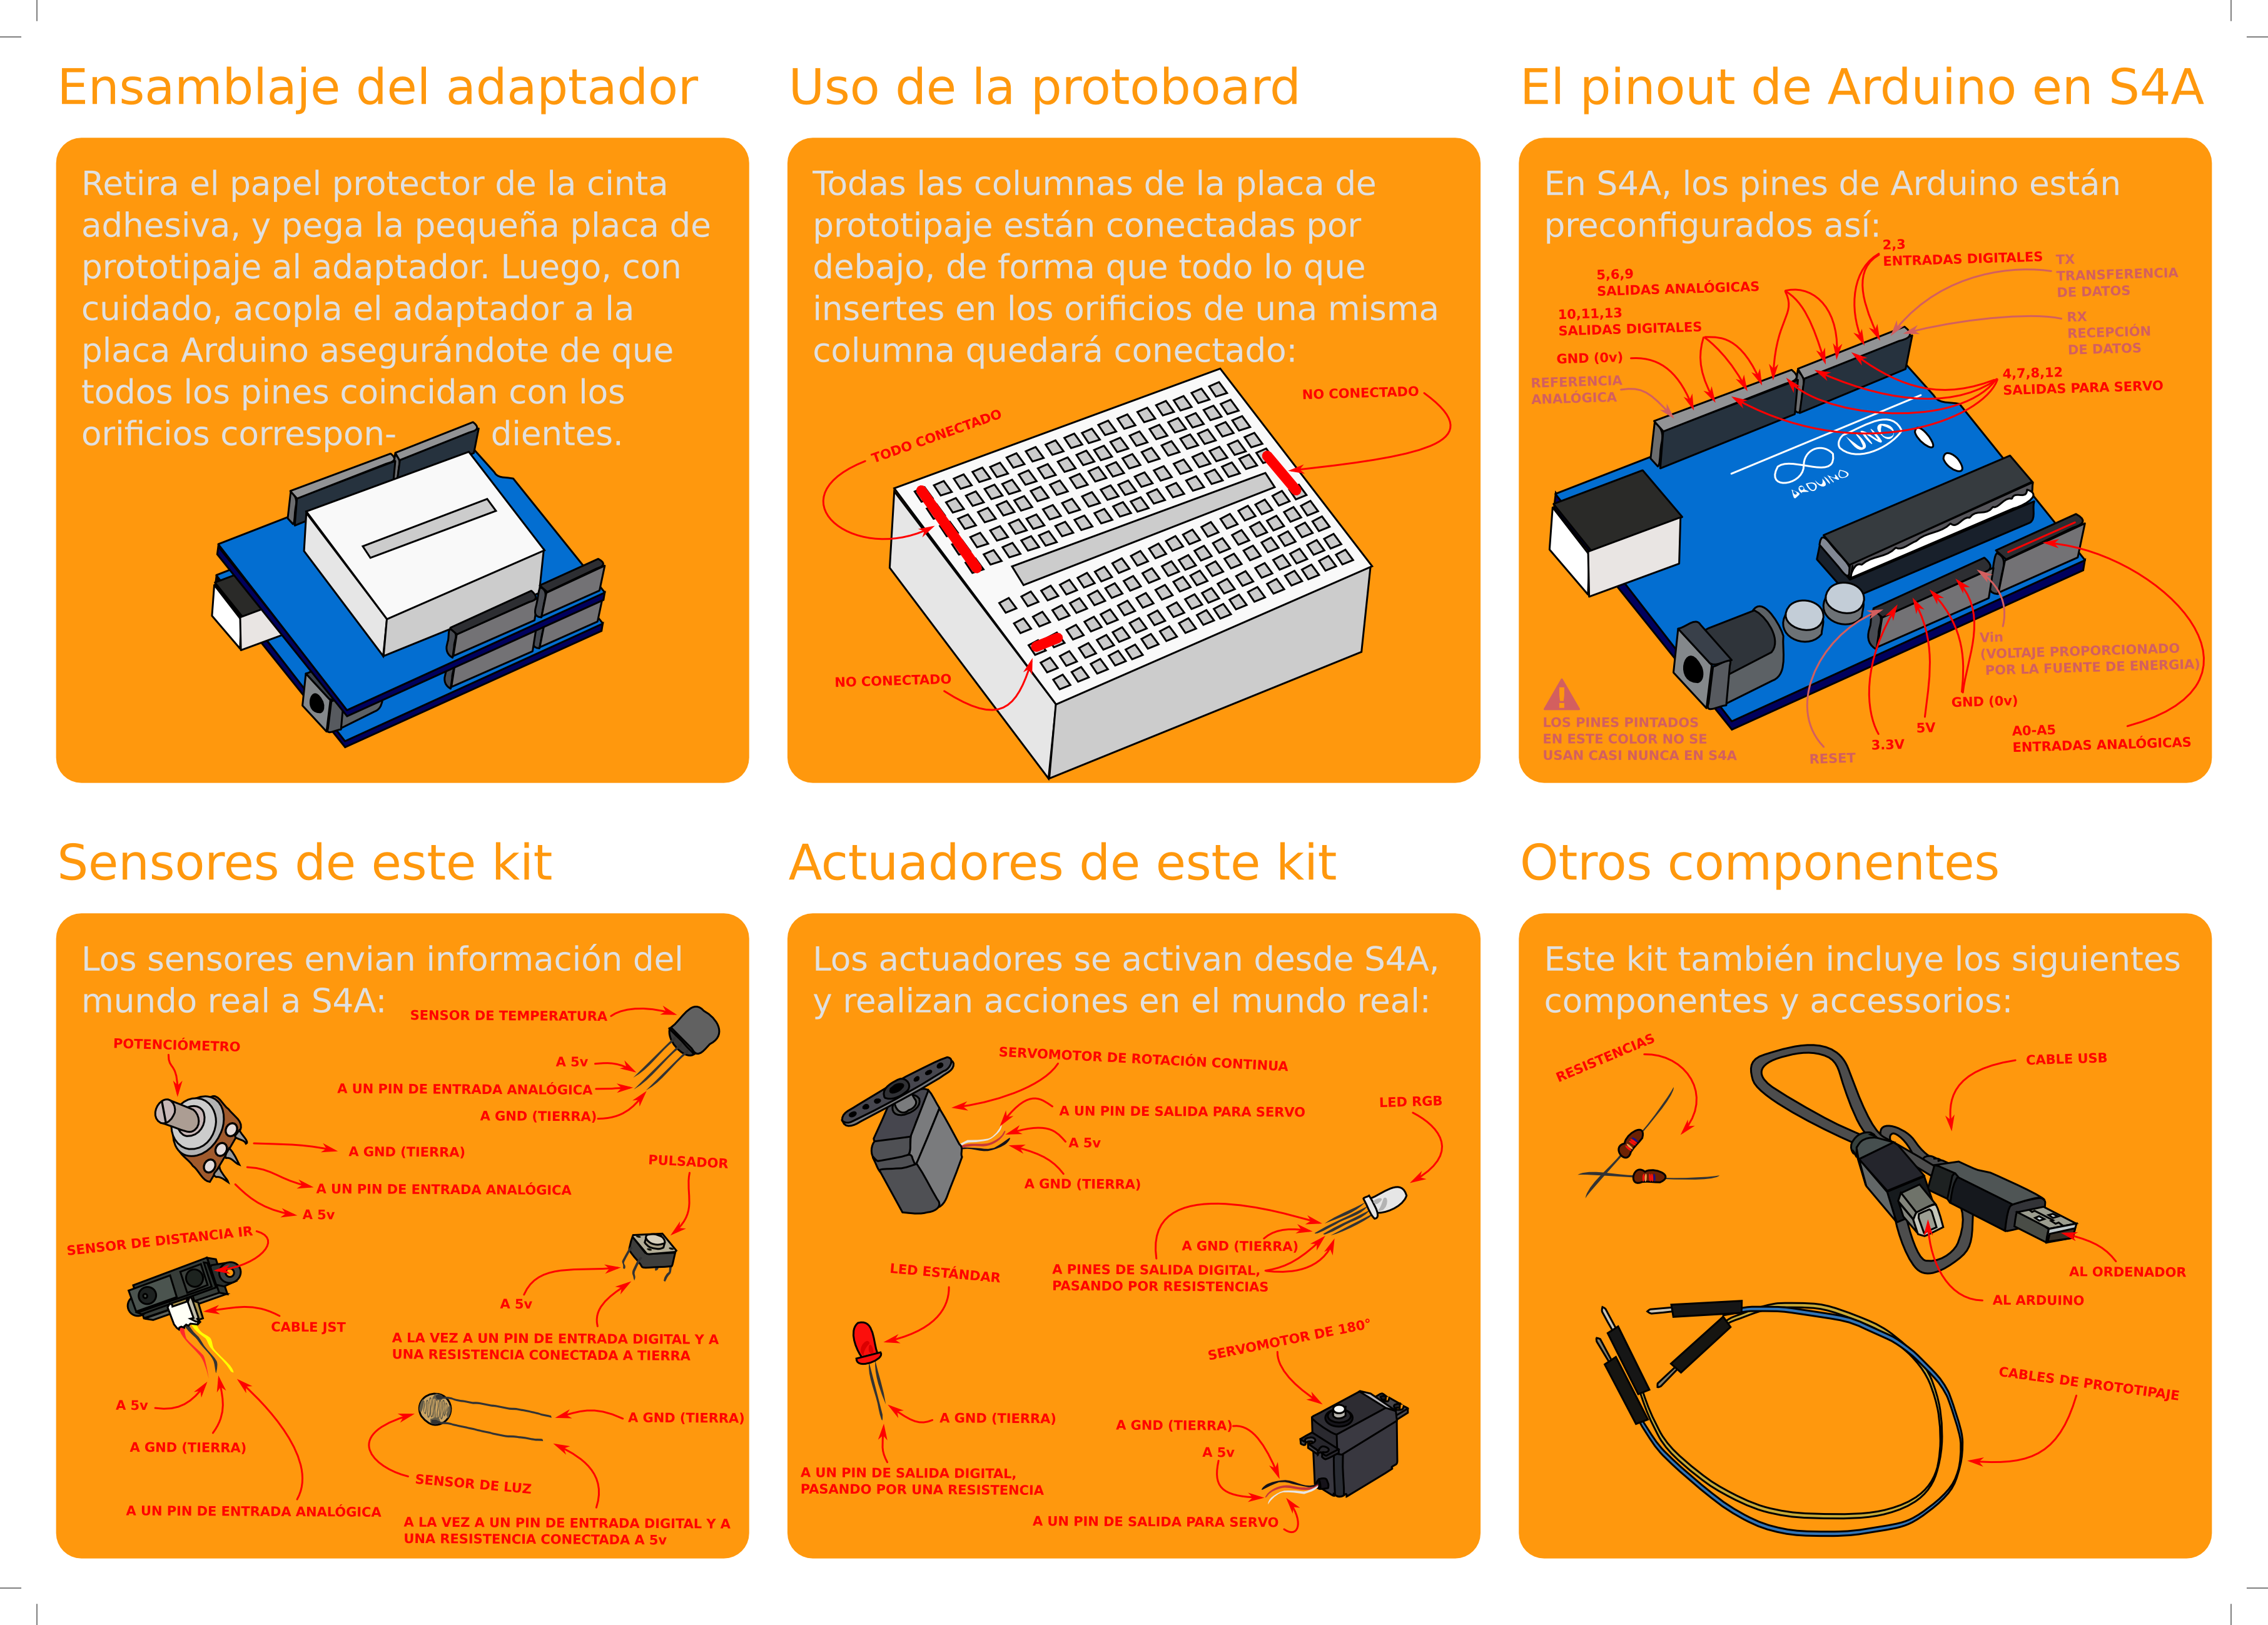 Ensamblaje del adaptador
Retira el papel protector de la cinta
adhesiva, y pega la pequeña placa de
prototipaje al adaptador. Luego, con
cuidado, acopla el adaptador a la
placa Arduino asegurándote de que
todos los pines coincidan con los
orificios correspon- dientes.
Uso de la protoboard
Todas las columnas de la placa de
prototipaje están conectadas por
debajo, de forma que todo lo que
insertes en los orificios de una misma
columna quedará conectado:
NO CONECTADO
TODO CONECTADO
NO CONECTADO
El pinout de Arduino en S4A
En S4A, los pines de Arduino están
preconfigurados así:
2,3
ENTRADAS DIGITALES
TX
TRANSFERENCIA
DE DATOS
5,6,9
SALIDAS ANALÓGICAS
10,11,13
SALIDAS DIGITALES
RX
RECEPCIÓN
DE DATOS
GND (0v)
REFERENCIA
ANALÓGICA
4,7,8,12
SALIDAS PARA SERVO
UNO
ARDUINO
Vin
(VOLTAJE PROPORCIONADO
POR LA FUENTE DE ENERGIA)
GND (0v)
5V
3.3V
RESET
A0-A5
ENTRADAS ANALÓGICAS
LOS PINES PINTADOS
EN ESTE COLOR NO SE
USAN CASI NUNCA EN S4A
Sensores de este kit
Los sensores envian información del
mundo real a S4A:
SENSOR DE TEMPERATURA
A 5v
A UN PIN DE ENTRADA ANALÓGICA
A GND (TIERRA)
POTENCIÓMETRO
A GND (TIERRA)
A UN PIN DE ENTRADA ANALÓGICA
A 5v
PULSADOR
A 5v
A LA VEZ A UN PIN DE ENTRADA DIGITAL Y A
UNA RESISTENCIA CONECTADA A TIERRA
SENSOR DE DISTANCIA IR
CABLE JST
A 5v
A GND (TIERRA)
A UN PIN DE ENTRADA ANALÓGICA
A GND (TIERRA)
SENSOR DE LUZ
A LA VEZ A UN PIN DE ENTRADA DIGITAL Y A
UNA RESISTENCIA CONECTADA A 5v
Actuadores de este kit
Los actuadores se activan desde S4A,
y realizan acciones en el mundo real:
SERVOMOTOR DE ROTACIÓN CONTINUA
A UN PIN DE SALIDA PARA SERVO
A 5v
A GND (TIERRA)
LED RGB
A GND (TIERRA)
A PINES DE SALIDA DIGITAL,
PASANDO POR RESISTENCIAS
LED ESTÁNDAR
A GND (TIERRA)
A UN PIN DE SALIDA DIGITAL,
PASANDO POR UNA RESISTENCIA
SERVOMOTOR DE 180°
A GND (TIERRA)
A 5v
A UN PIN DE SALIDA PARA SERVO
Otros componentes
Este kit también incluye los siguientes
componentes y accessorios:
RESISTENCIAS
CABLE USB
AL ORDENADOR
AL ARDUINO
CABLES DE PROTOTIPAJE